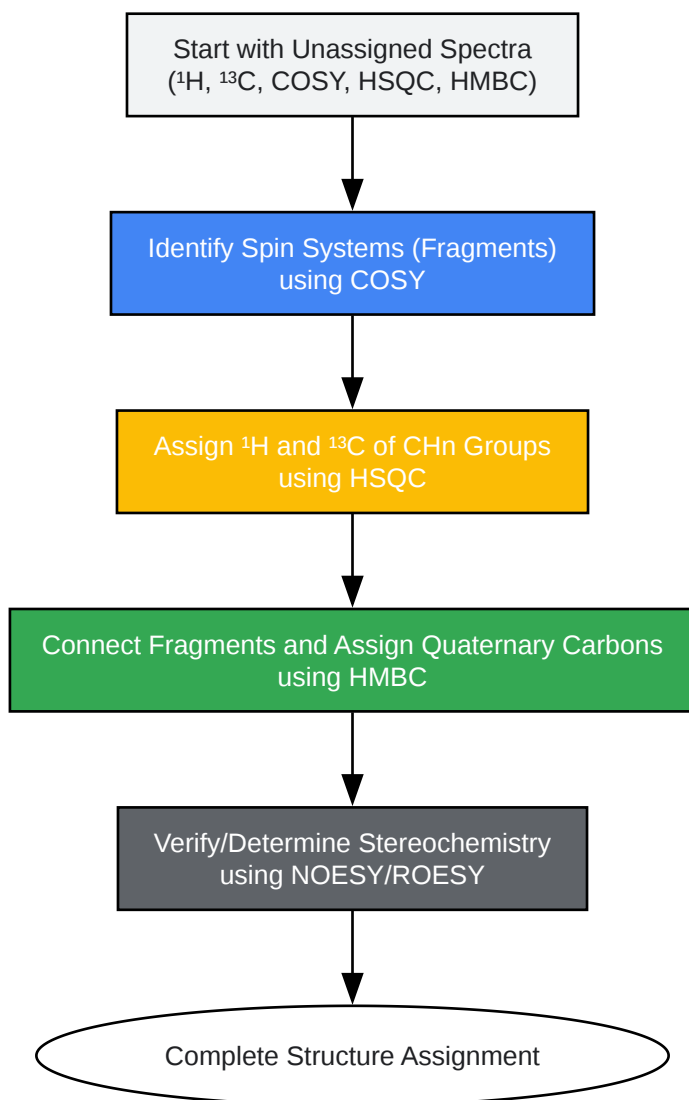 Start with Unassigned Spectra
(¹H, ¹³C, COSY, HSQC, HMBC)
Identify Spin Systems (Fragments)
using COSY
Assign ¹H and ¹³C of CHn Groups
using HSQC
Connect Fragments and Assign Quaternary Carbons
using HMBC
Verify/Determine Stereochemistry
using NOESY/ROESY
Complete Structure Assignment